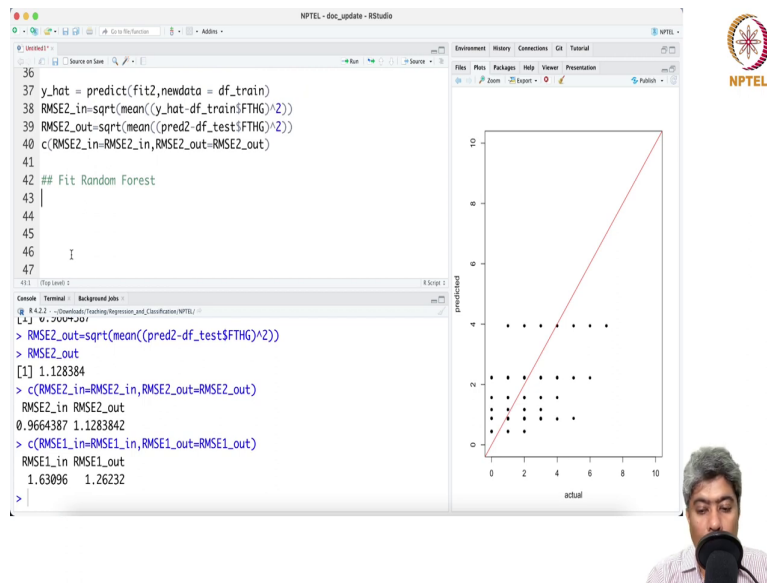 NPTEL - doc_update - RStudio
Go to file/function
Addins
NPTEL
Untitled1*
Source on Save
Run
Source
36
37 y_hat = predict(fit2,newdata = df_train)
38 RMSE2_in=sqrt(mean((y_hat-df_train$FTHG)^2))
39 RMSE2_out=sqrt(mean((pred2-df_test$FTHG)^2))
40 c(RMSE2_in=RMSE2_in,RMSE2_out=RMSE2_out)
41
42 ## Fit Random Forest
43
44
45
46
47
43:1 (Top Level)
R Script
Console Terminal Background Jobs
R 4.2.2 · ~/Downloads/Teaching/Regression_and_Classification/NPTEL/
> RMSE2_out=sqrt(mean((pred2-df_test$FTHG)^2))
> RMSE2_out
[1] 1.128384
> c(RMSE2_in=RMSE2_in,RMSE2_out=RMSE2_out)
RMSE2_in RMSE2_out
0.9664387 1.1283842
> c(RMSE1_in=RMSE1_in,RMSE1_out=RMSE1_out)
RMSE1_in RMSE1_out
1.63096 1.26232
>
Environment History Connections Git Tutorial
Files Plots Packages Help Viewer Presentation
Zoom Export Publish
10
8
6
4
2
0
predicted
0 2 4 6 8 10
actual
NPTEL